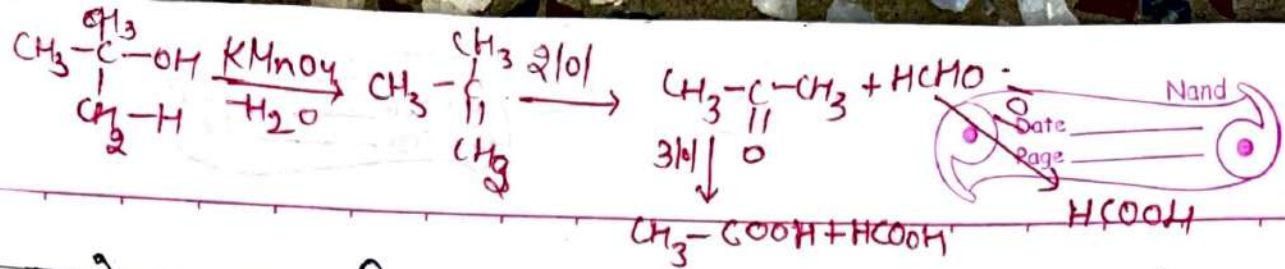 CH3
CH3-C-OH KMnO4 CH3 2|O| CH3-C-CH3 + HCHO
-H2O CH3-C O
CH2-H CH2 3|O| O
Nand
Date
Page
HCOOH
CH3-COOH+HCOOH